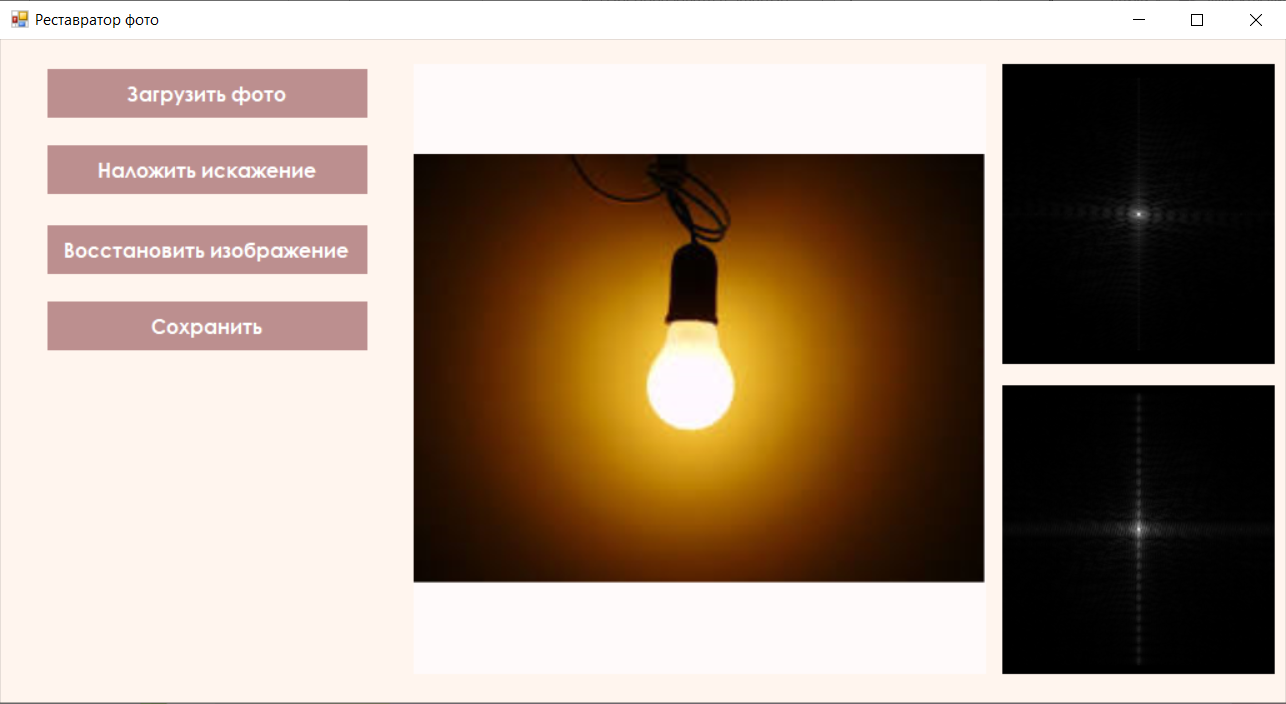 Реставратор фото
Загрузить фото
Наложить искажение
Восстановить изображение
Сохранить